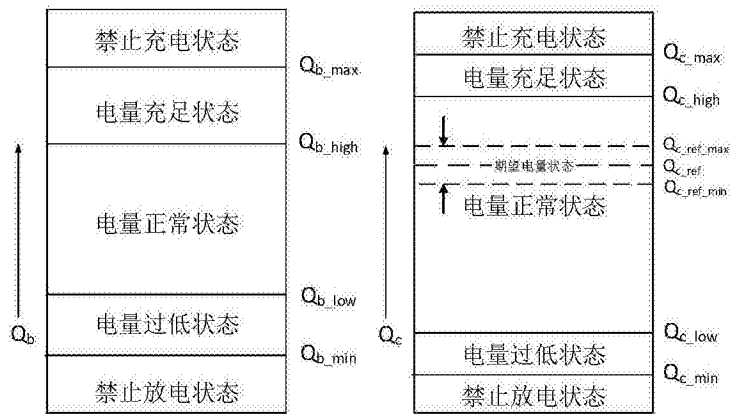 禁止充电状态
Q_b_max
电量充足状态
Q_b_high
电量正常状态
Q_b_low
电量过低状态
Q_b_min
禁止放电状态
Q_b
禁止充电状态
Q_c_max
电量充足状态
Q_c_high
Q_c_ref_max
期望电量状态
Q_c_ref
Q_c_ref_min
电量正常状态
Q_c_low
电量过低状态
Q_c_min
禁止放电状态
Q_c